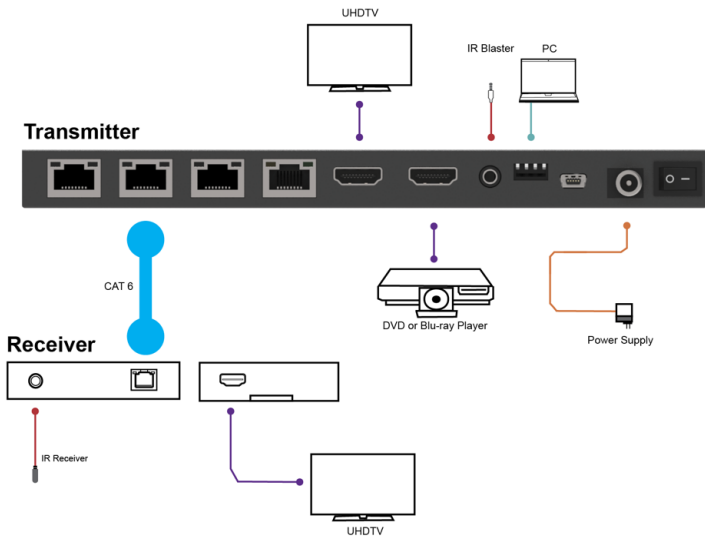 UHDTV
IR Blaster
PC
Transmitter
CAT 6
DVD or Blu-ray Player
Power Supply
Receiver
IR Receiver
UHDTV